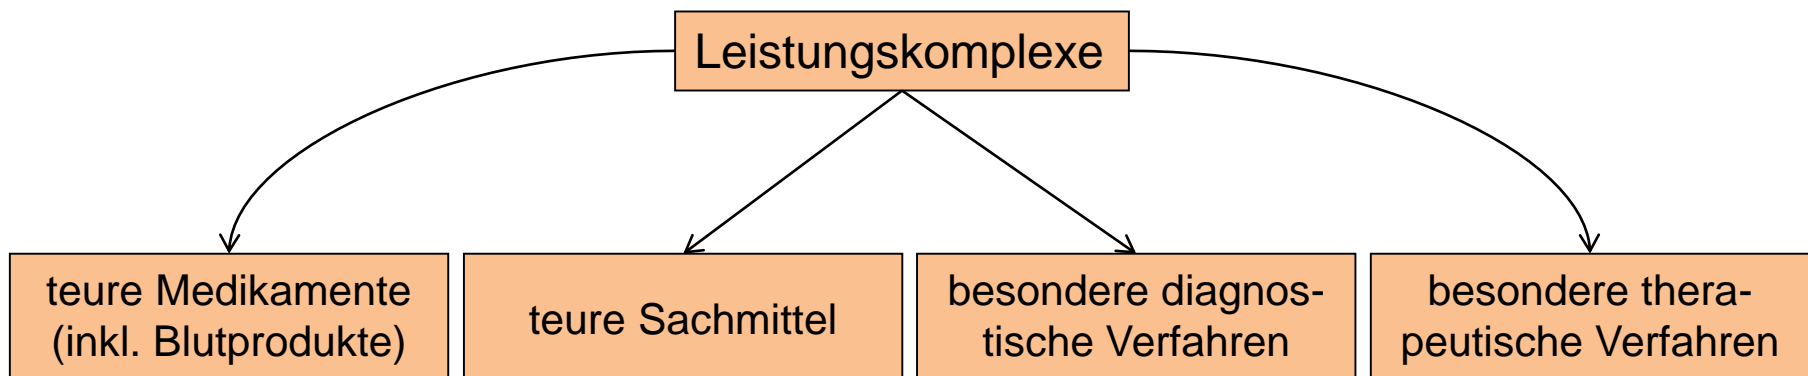 Leistungskomplexe
teure Medikamente
(inkl. Blutprodukte)
teure Sachmittel
besondere diagnos-
tische Verfahren
besondere thera-
peutische Verfahren